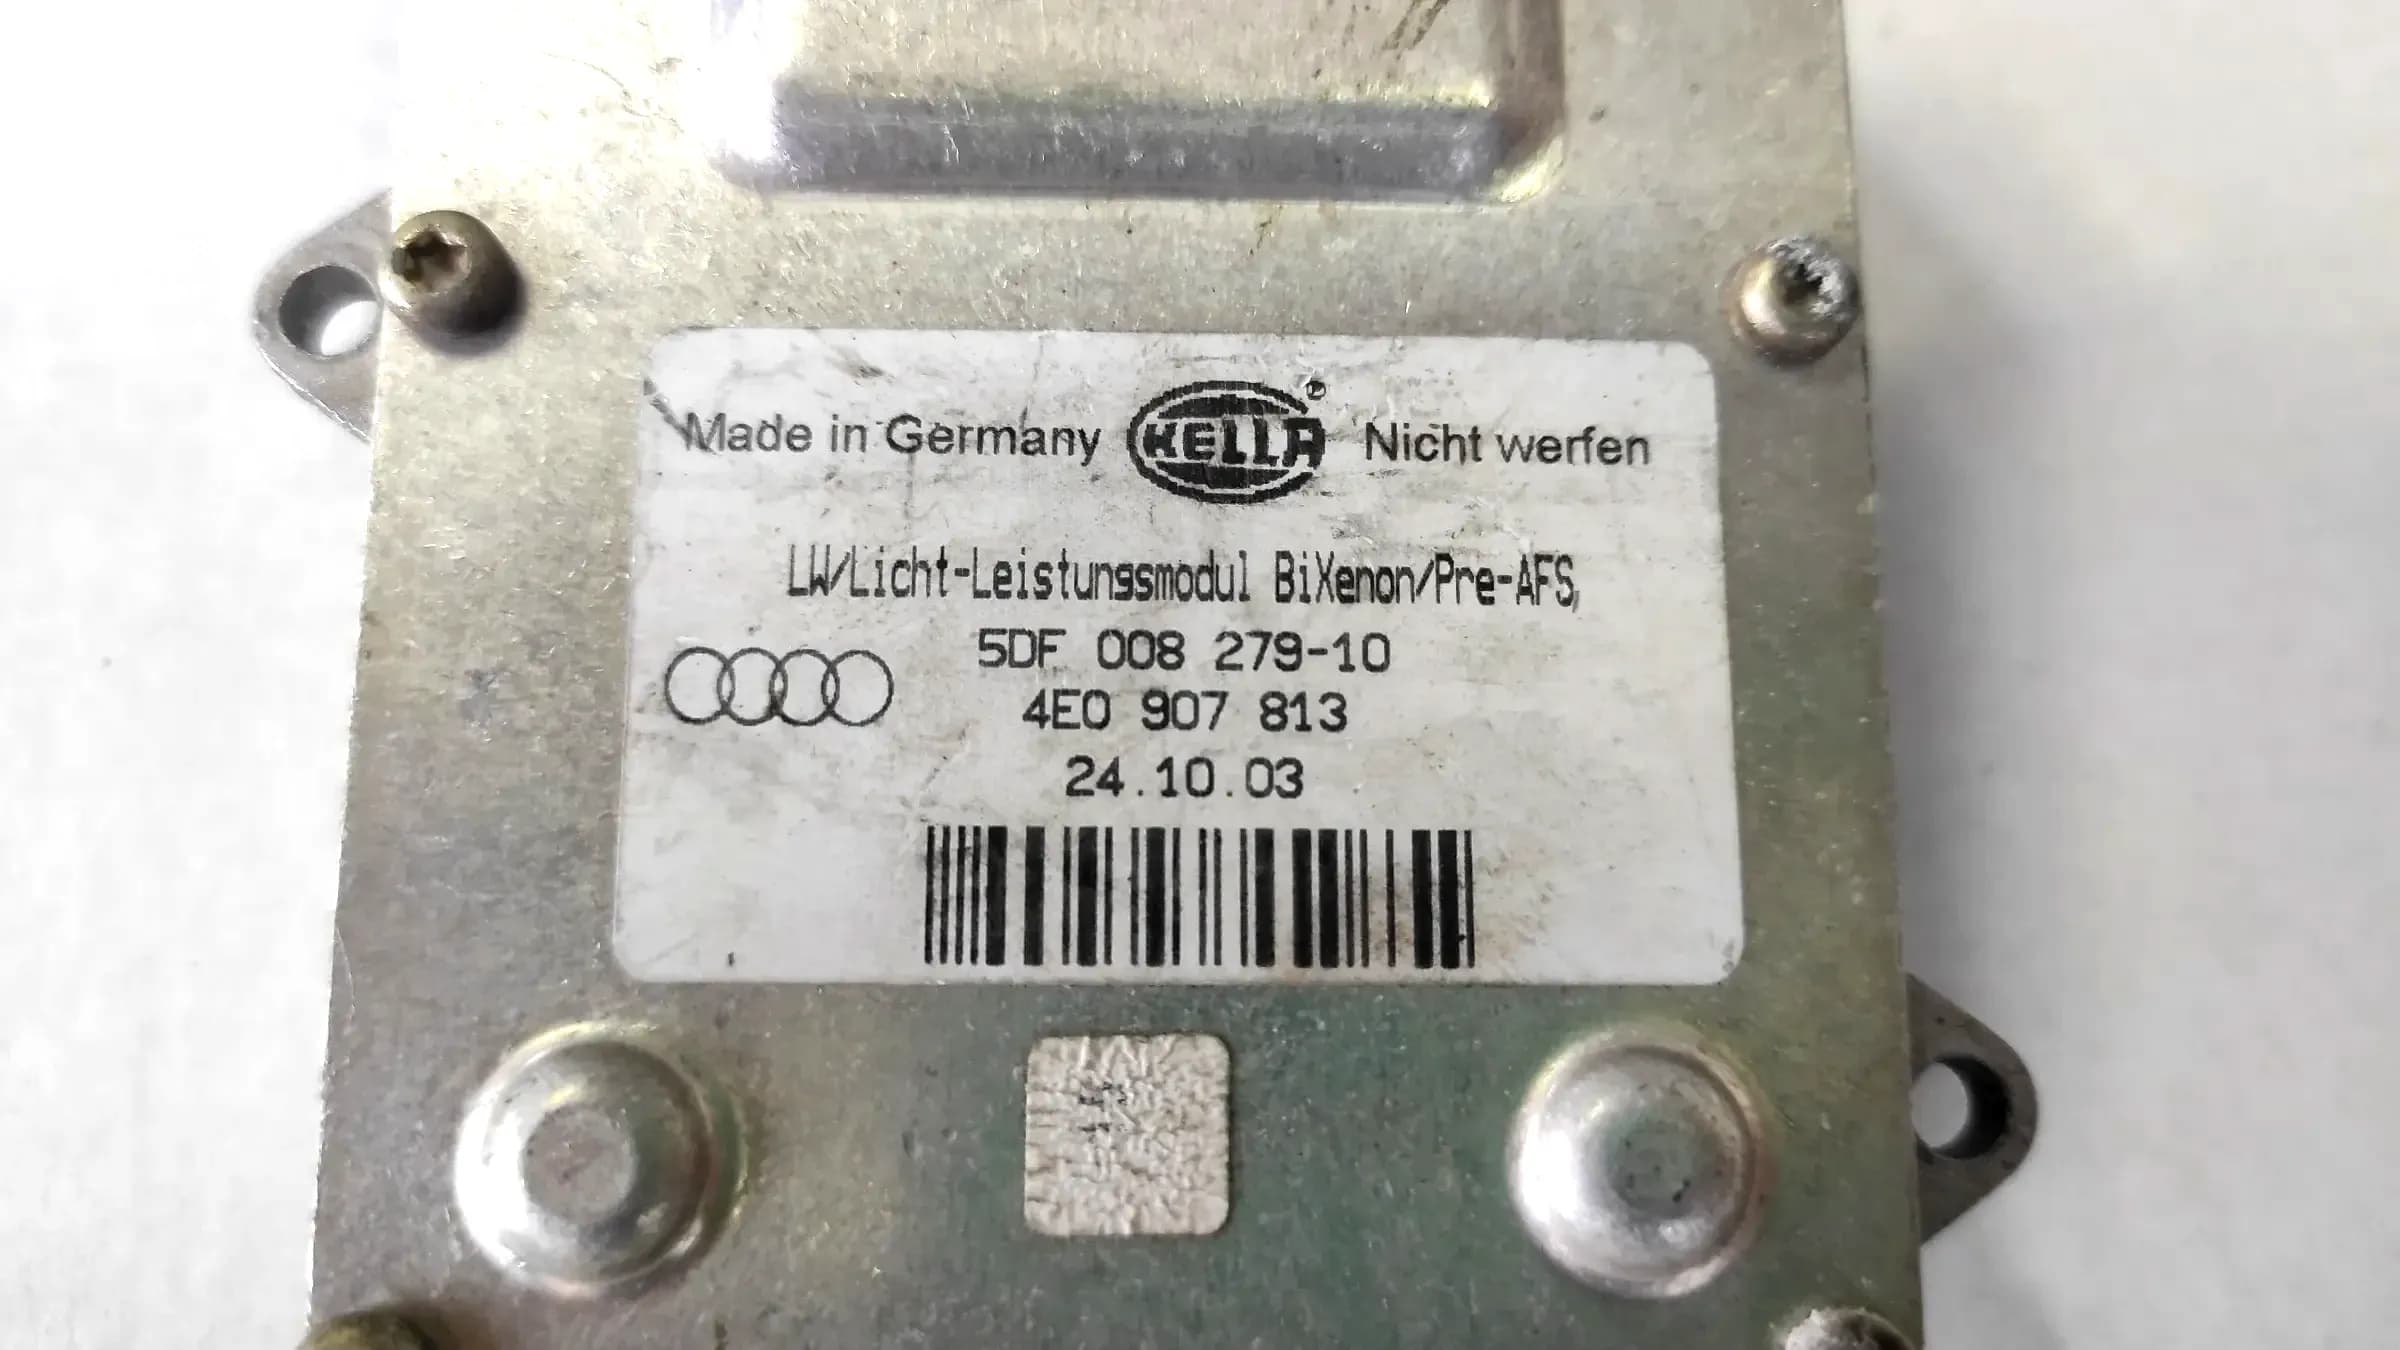 Made in Germany HELLA® Nicht werfen
LW/Licht-Leistungsmodul BiXenon/Pre-AFS,
5DF 008 279-10
4E0 907 813
24.10.03